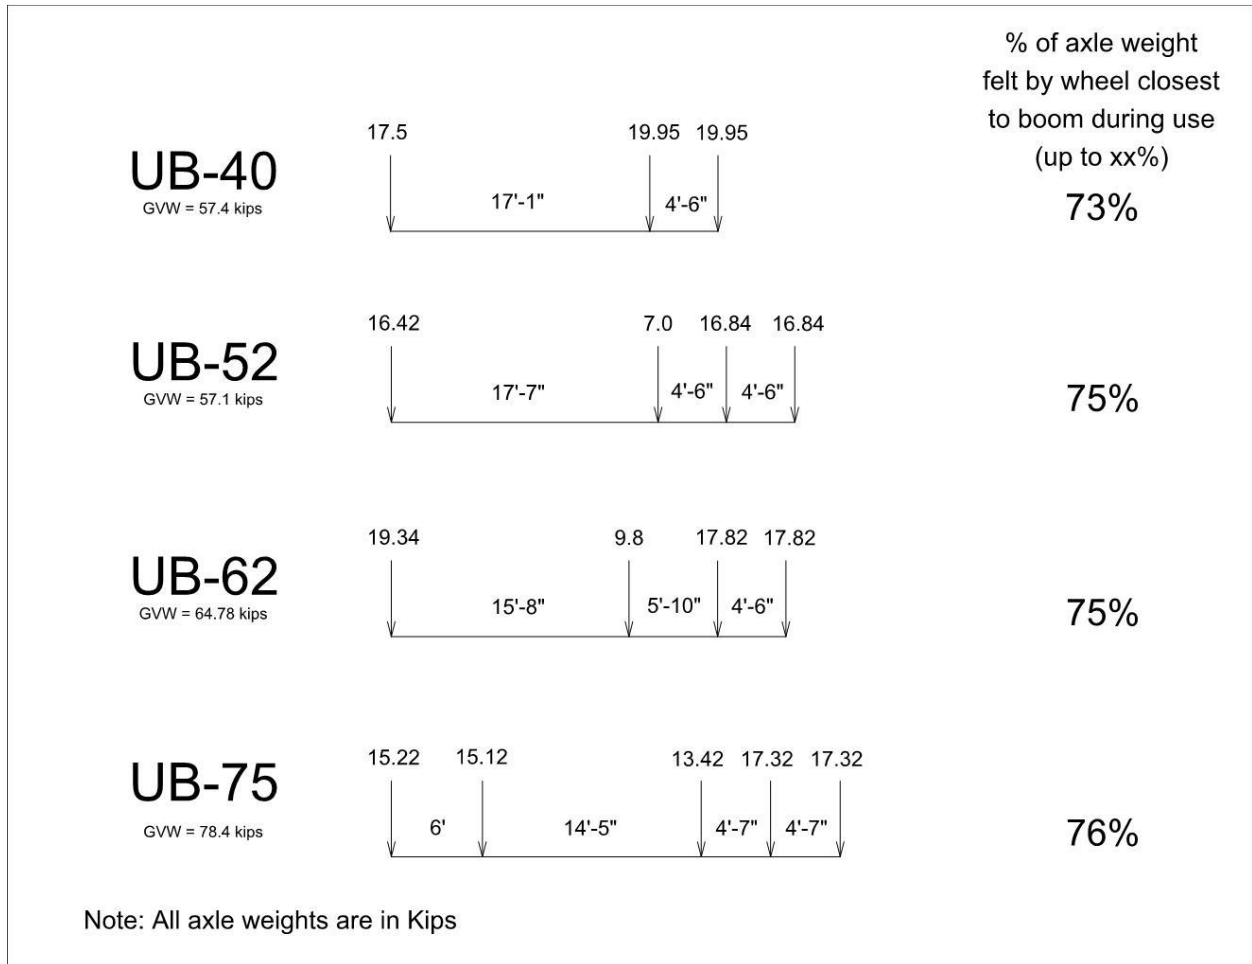 % of axle weight
felt by wheel closest
to boom during use
(up to xx%)
17.5 19.95 19.95
UB-40
GVW = 57.4 kips
17'-1" 4'-6"
73%
16.42 7.0 16.84 16.84
UB-52
GVW = 57.1 kips
17'-7" 4'-6" 4'-6"
75%
19.34 9.8 17.82 17.82
UB-62
GVW = 64.78 kips
15'-8" 5'-10" 4'-6"
75%
15.22 15.12 13.42 17.32 17.32
UB-75
GVW = 78.4 kips
6' 14'-5" 4'-7" 4'-7"
76%
Note: All axle weights are in Kips